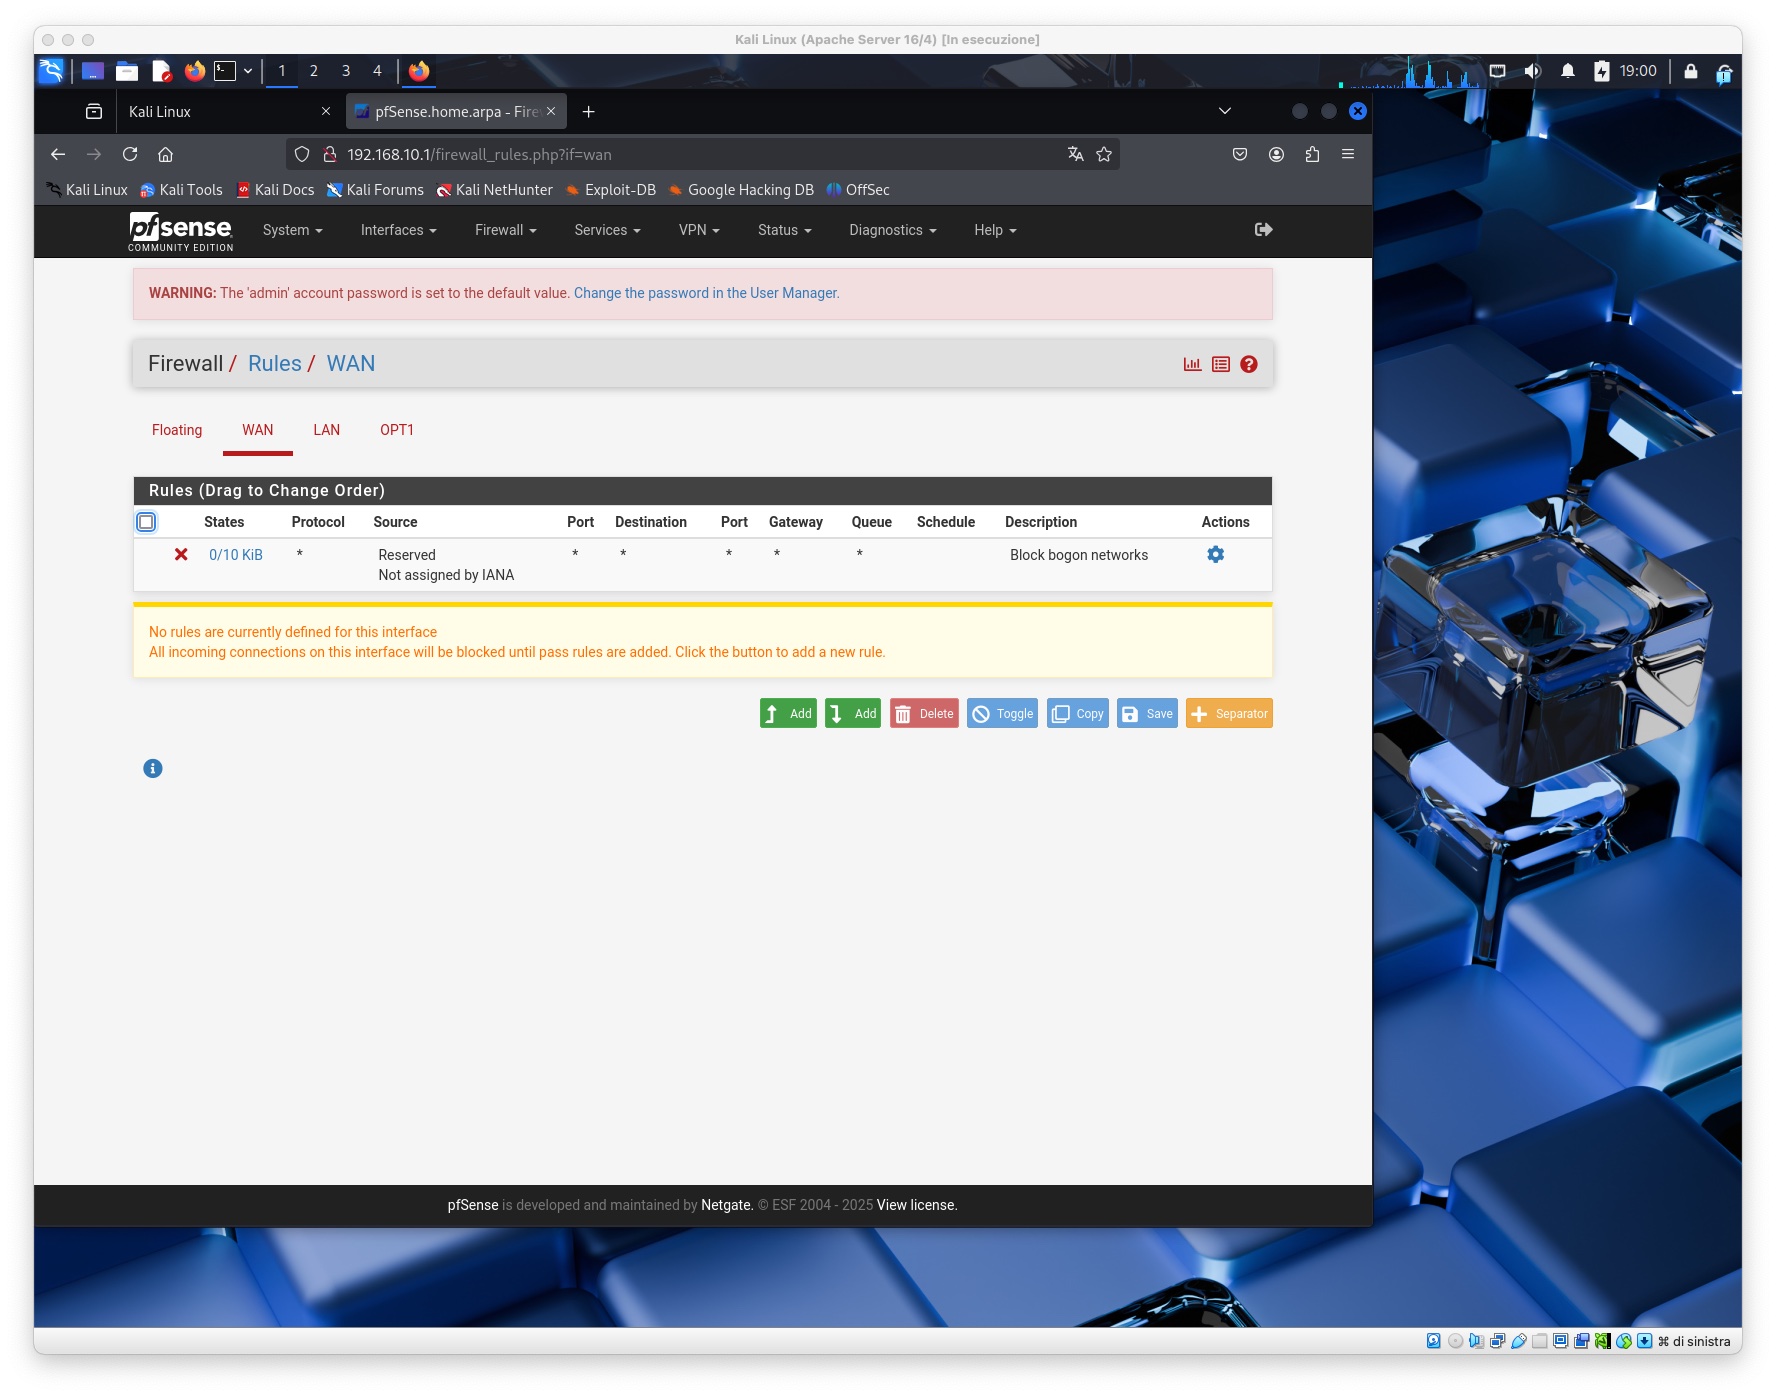 Kali Linux (Apache Server 16/4) [In esecuzione]
1 2 3 4
19:00
Kali Linux
pfSense.home.arpa - Fire
192.168.10.1/firewall_rules.php?if=wan
Kali Linux Kali Tools Kali Docs Kali Forums Kali NetHunter Exploit-DB Google Hacking DB OffSec
pfsense
COMMUNITY EDITION
System Interfaces Firewall Services VPN Status Diagnostics Help
WARNING: The 'admin' account password is set to the default value. Change the password in the User Manager.
Firewall / Rules / WAN
Floating WAN LAN OPT1
Rules (Drag to Change Order)
States Protocol Source Port Destination Port Gateway Queue Schedule Description Actions
0/10 KiB * Reserved * * * * * Block bogon networks
Not assigned by IANA
No rules are currently defined for this interface
All incoming connections on this interface will be blocked until pass rules are added. Click the button to add a new rule.
Add Add Delete Toggle Copy Save Separator
pfSense is developed and maintained by Netgate. © ESF 2004 - 2025 View license.
⌘ di sinistra